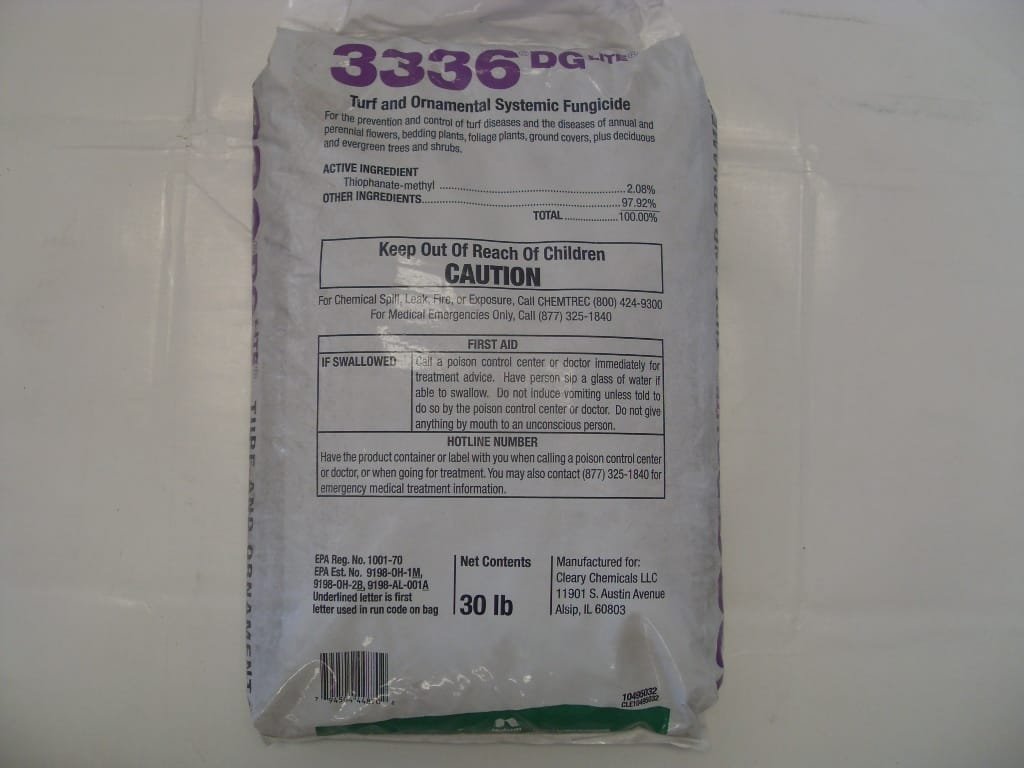 3336 DG LITE®
Turf and Ornamental Systemic Fungicide
For the prevention and control of turf diseases and the diseases of annual and
perennial flowers, bedding plants, foliage plants, ground covers, plus deciduous
and evergreen trees and shrubs.
ACTIVE INGREDIENT
Thiophanate-methyl ........................................ 2.08%
OTHER INGREDIENTS........................................ 97.92%
TOTAL ................ 100.00%
Keep Out Of Reach Of Children
CAUTION
For Chemical Spill, Leak, Fire, or Exposure, Call CHEMTREC (800) 424-9300
For Medical Emergencies Only, Call (877) 325-1840
FIRST AID
IF SWALLOWED Call a poison control center or doctor immediately for
treatment advice. Have person sip a glass of water if
able to swallow. Do not induce vomiting unless told to
do so by the poison control center or doctor. Do not give
anything by mouth to an unconscious person.
HOTLINE NUMBER
Have the product container or label with you when calling a poison control center
or doctor, or when going for treatment. You may also contact (877) 325-1840 for
emergency medical treatment information.
EPA Reg. No. 1001-70
EPA Est. No. 9198-OH-1M,
9198-OH-2B, 9198-AL-001A
Underlined letter is first
letter used in run code on bag
Net Contents
30 lb
Manufactured for:
Cleary Chemicals LLC
11901 S. Austin Avenue
Alsip, IL 60803
10495032
CLE10495032
TURF AND ORNAMENT